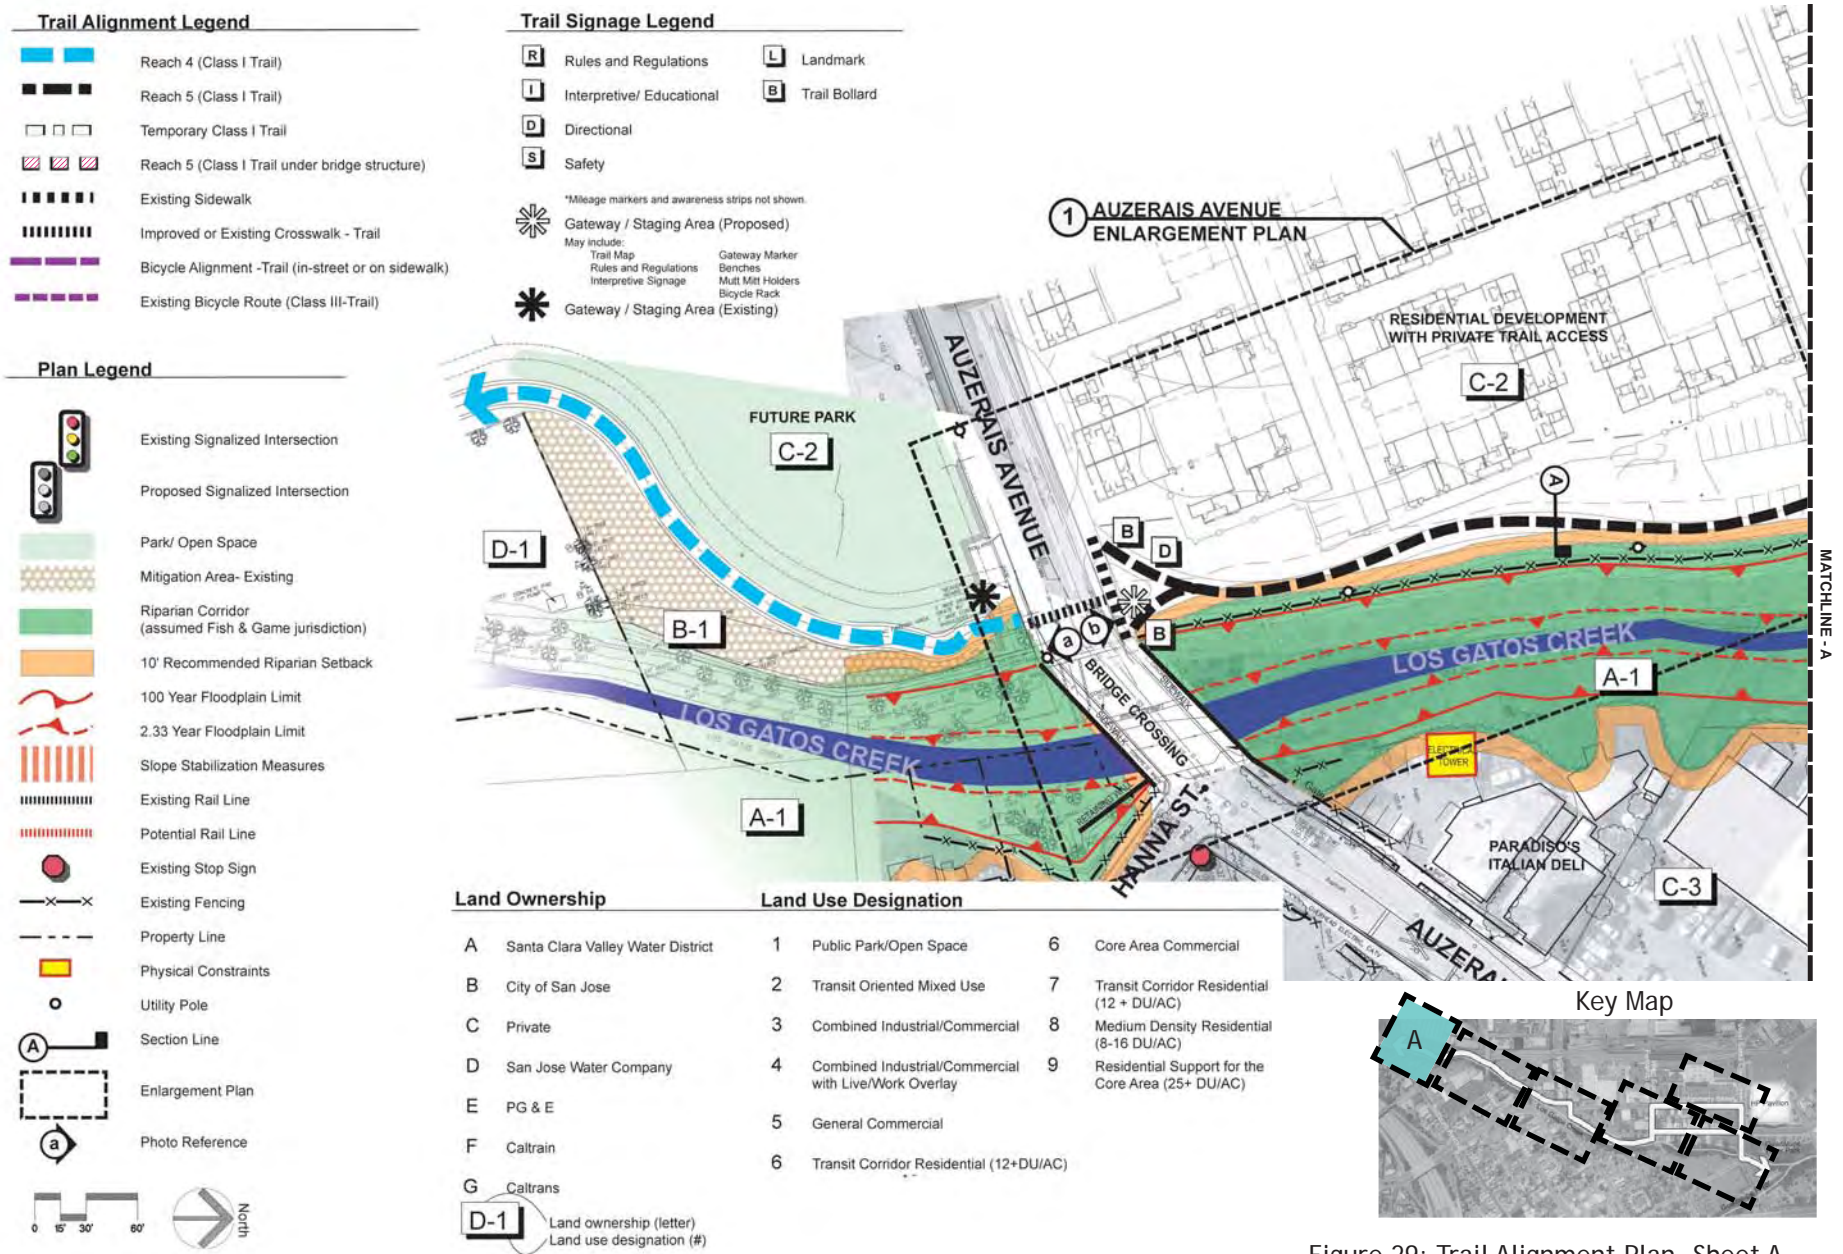 Trail Alignment Legend
Reach 4 (Class I Trail)
Reach 5 (Class I Trail)
Temporary Class I Trail
Reach 5 (Class I Trail under bridge structure)
Existing Sidewalk
Improved or Existing Crosswalk - Trail
Bicycle Alignment -Trail (in-street or on sidewalk)
Existing Bicycle Route (Class III-Trail)
Trail Signage Legend
R Rules and Regulations
I Interpretive/ Educational
D Directional
S Safety
L Landmark
B Trail Bollard
*Mileage markers and awareness strips not shown.
Gateway / Staging Area (Proposed)
May include:
Trail Map
Rules and Regulations
Interpretive Signage
Gateway Marker
Benches
Mutt Mitt Holders
Bicycle Rack
Gateway / Staging Area (Existing)
Plan Legend
Existing Signalized Intersection
Proposed Signalized Intersection
Park/ Open Space
Mitigation Area- Existing
Riparian Corridor
(assumed Fish & Game jurisdiction)
10' Recommended Riparian Setback
100 Year Floodplain Limit
2.33 Year Floodplain Limit
Slope Stabilization Measures
Existing Rail Line
Potential Rail Line
Existing Stop Sign
Existing Fencing
Property Line
Physical Constraints
Utility Pole
A Section Line
Enlargement Plan
a Photo Reference
0 15' 30' 60'
North
1 AUZERAIS AVENUE
ENLARGEMENT PLAN
RESIDENTIAL DEVELOPMENT
WITH PRIVATE TRAIL ACCESS
C-2
AUZERAIS AVENUE
FUTURE PARK
C-2
D-1
B-1
B
D
B
A
a
b
BRIDGE CROSSING
SIDEWALK
SIDEWALK
LOS GATOS CREEK
LOS GATOS CREEK
A-1
A-1
RETAINING WALL
HANNA ST.
ELECTRICAL
TOWER
PARADISO'S
ITALIAN DELI
C-3
AUZERAI
MATCHLINE - A
Land Ownership
A Santa Clara Valley Water District
B City of San Jose
C Private
D San Jose Water Company
E PG & E
F Caltrain
G Caltrans
D-1
Land ownership (letter)
Land use designation (#)
Land Use Designation
1 Public Park/Open Space
2 Transit Oriented Mixed Use
3 Combined Industrial/Commercial
4 Combined Industrial/Commercial
with Live/Work Overlay
5 General Commercial
6 Transit Corridor Residential (12+DU/AC)
6 Core Area Commercial
7 Transit Corridor Residential
(12 + DU/AC)
8 Medium Density Residential
(8-16 DU/AC)
9 Residential Support for the
Core Area (25+ DU/AC)
Key Map
A
Figure 29: Trail Alignment Plan- Sheet A